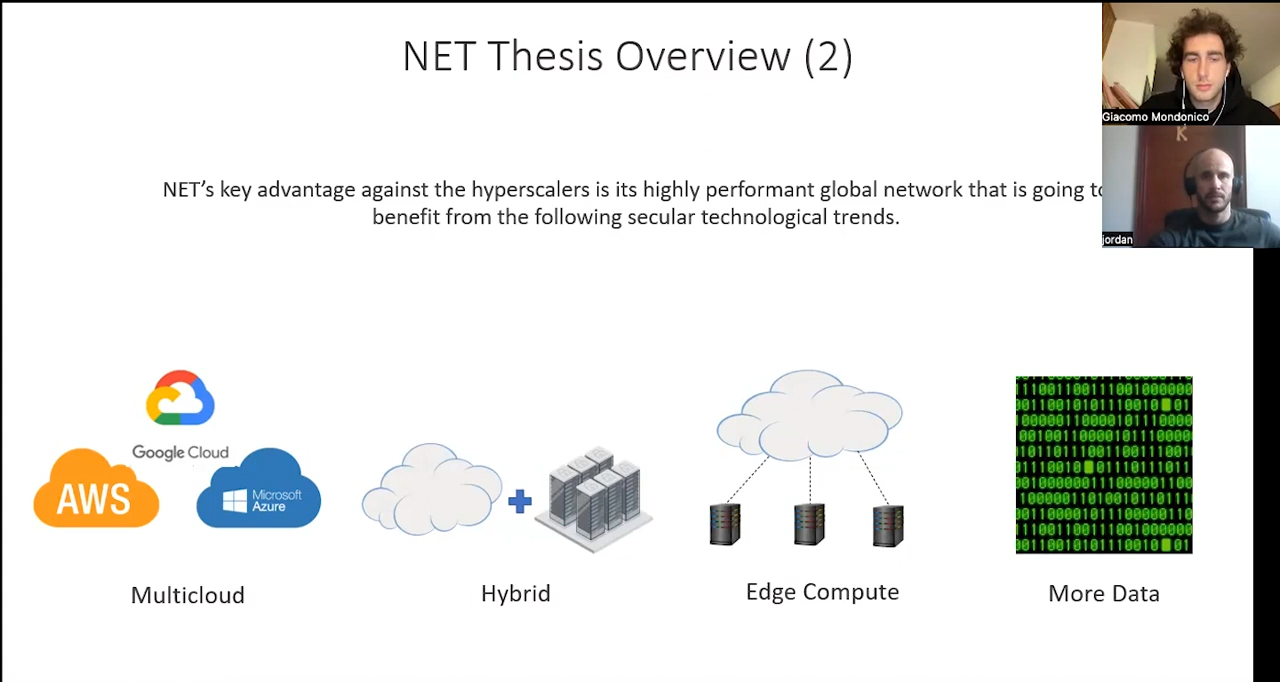 NET Thesis Overview (2)
Giacomo Mondonico
K
jordan
NET’s key advantage against the hyperscalers is its highly performant global network that is going to
benefit from the following secular technological trends.
Google Cloud
AWS
Microsoft
Azure
Multicloud
Hybrid
Edge Compute
More Data